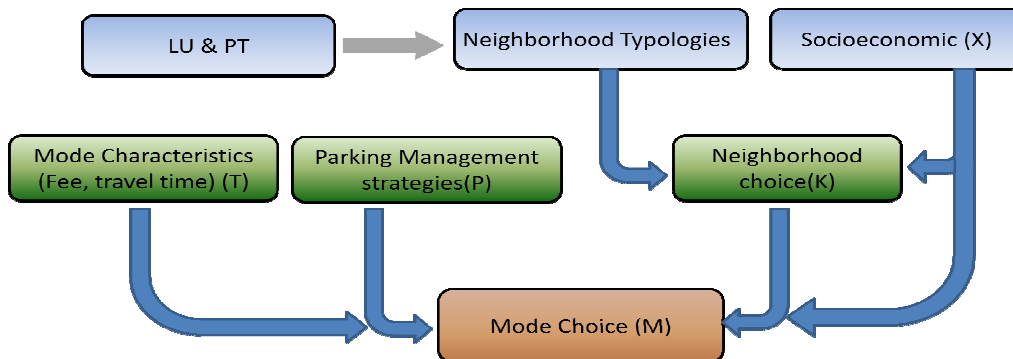 LU & PT
Neighborhood Typologies
Socioeconomic (X)
Mode Characteristics
(Fee, travel time) (T)
Parking Management
strategies(P)
Neighborhood
choice(K)
Mode Choice (M)